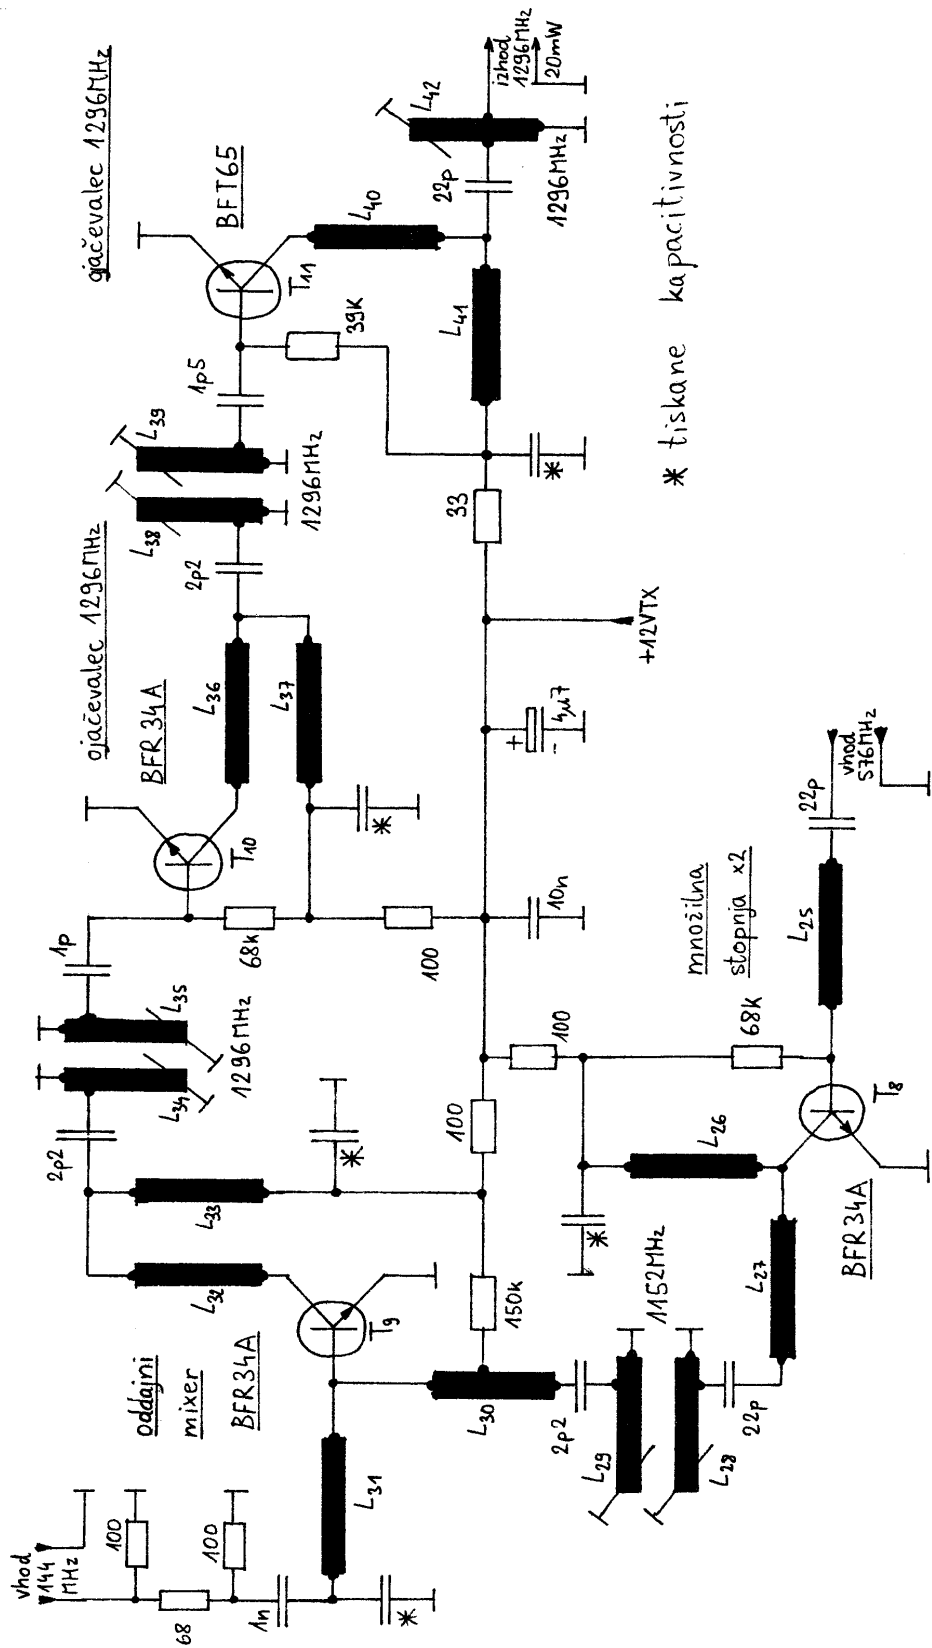 vhod
144
MHz
100
68
100
1n
*
L31
oddajni
mixer
BFR34A
T9
L32
L33
*
2p2
L34
L35
1296MHz
1p
L30
150k
100
2p2
L29
1152MHz
L28
22p
L27
*
L26
100
68k
BFR34A
T8
množilna
stopnja x2
L25
22p
vhod
576MHz
ojačevalec 1296MHz
BFR34A
T10
68k
100
10n
L36
L37
*
+
-
4µ7
+12VTX
2p2
L38
L39
1296MHz
1p5
33
*
39K
ojačevalec 1296MHz
BFT65
T11
L40
L41
22p
L42
1296MHz
izhod
1296MHz
20mW
* tiskane kapacitivnosti